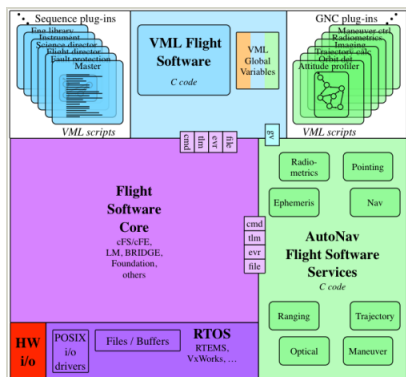 Sequence plug-ins
Eng library
Instrument
Science director
Flight director
Fault protection
Master
VML scripts
VML Flight
Software
C code
VML
Global
Variables
GNC plug-ins
Maneuver ctrl
Radiometrics
Imaging
Trajectory calc
Orbit det
Attitude profiler
VML scripts
cmd
tlm
evr
file
gv
Flight
Software
Core
cFS/cFE,
LM, BRIDGE,
Foundation,
others
cmd
tlm
evr
file
Radio-
metrics
Pointing
Ephemeris
Nav
AutoNav
Flight Software
Services
C code
Ranging
Trajectory
Optical
Maneuver
HW
i/o
POSIX
i/o
drivers
Files / Buffers
RTOS
RTEMS,
VxWorks, ...